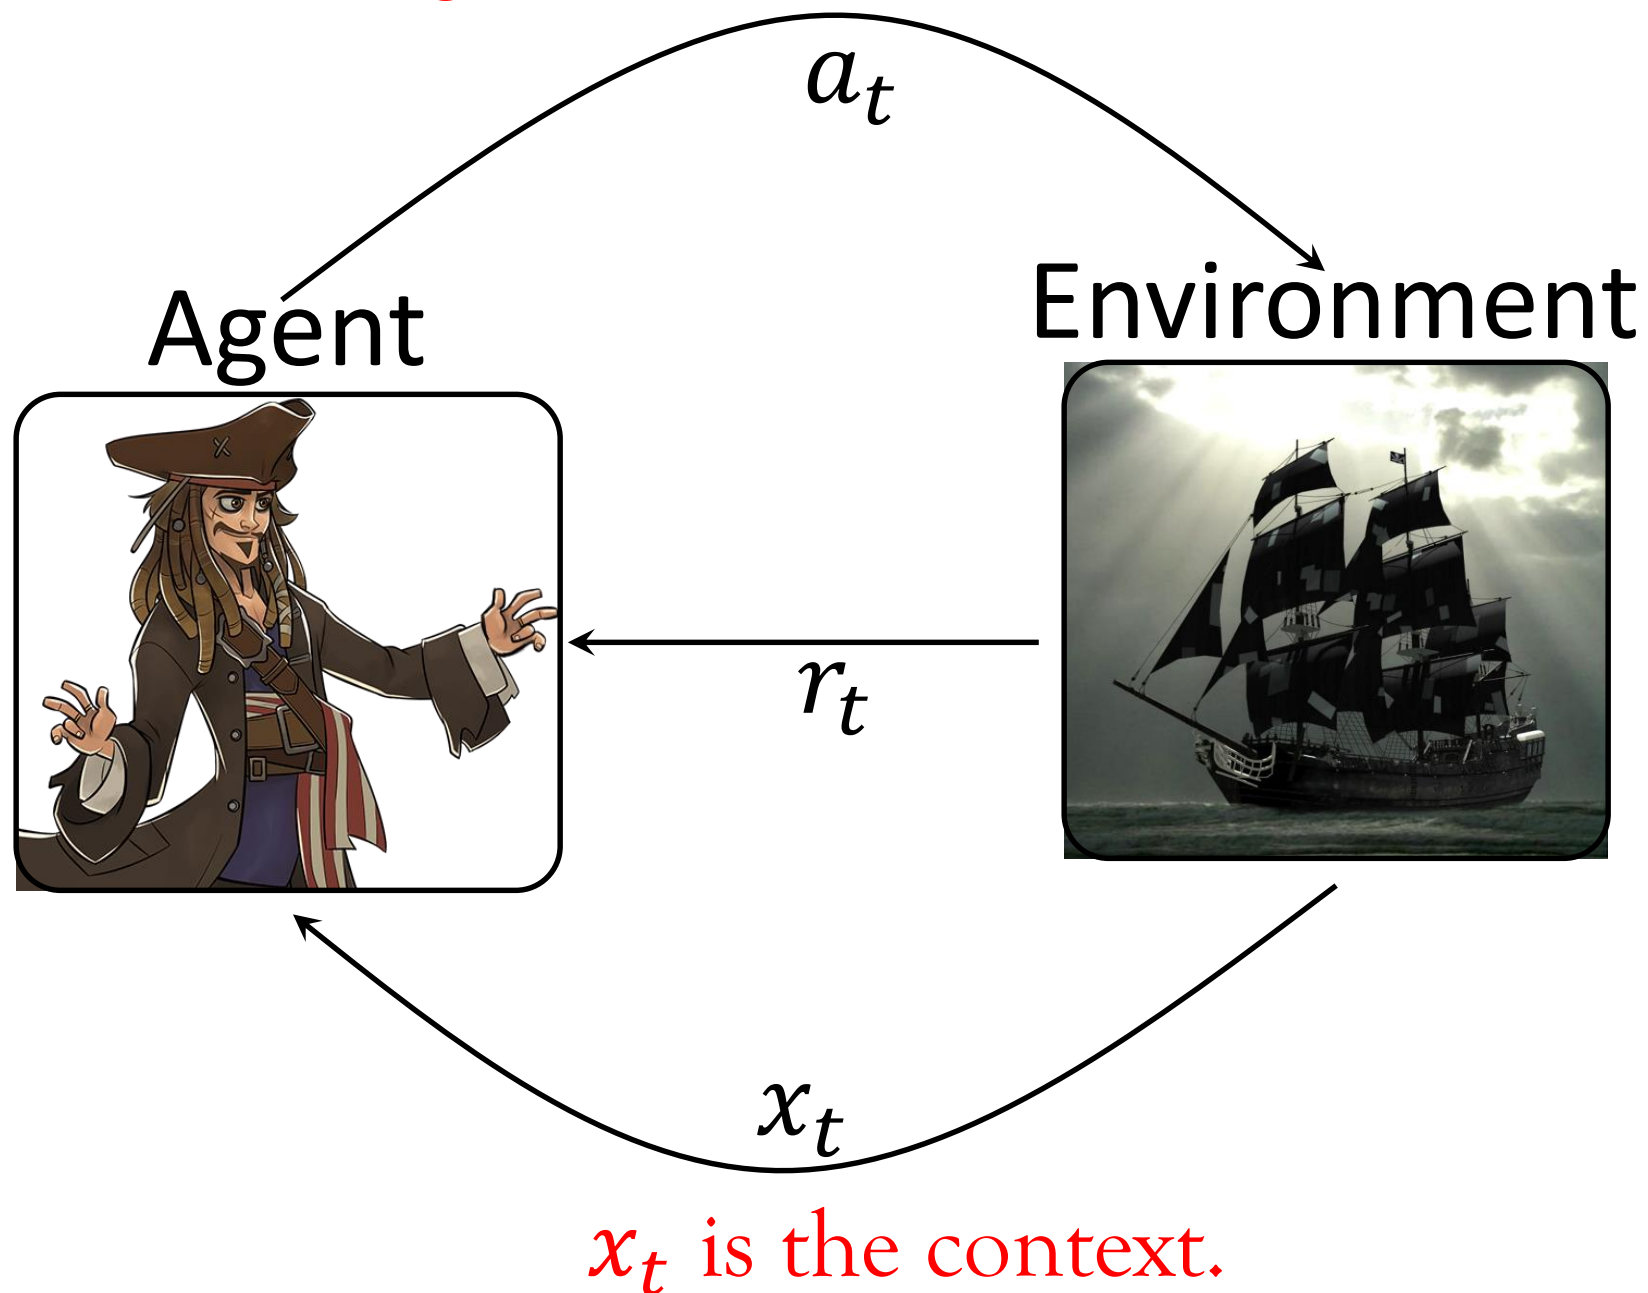 a_t
Agent
Environment
r_t
x_t
x_t is the context.